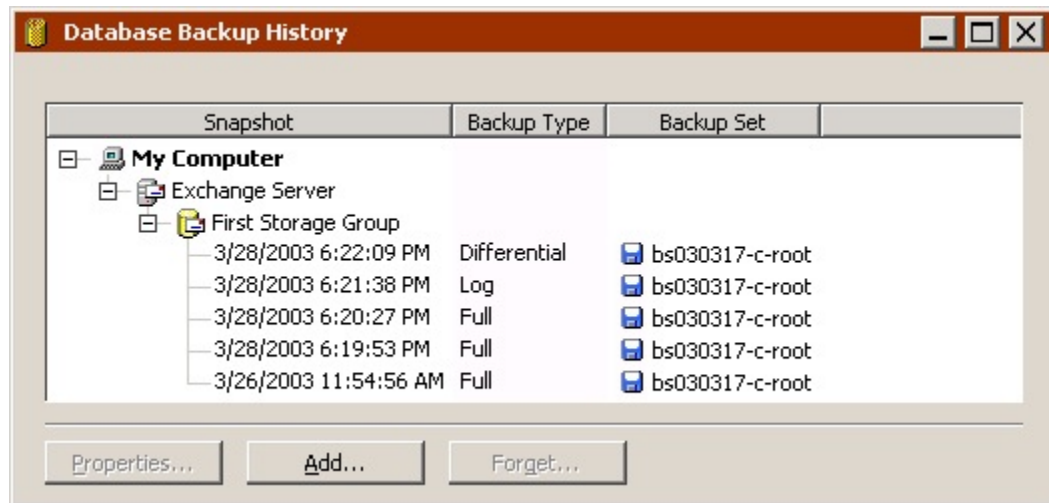 Database Backup History
Snapshot Backup Type Backup Set
My Computer
Exchange Server
First Storage Group
3/28/2003 6:22:09 PM Differential bs030317-c-root
3/28/2003 6:21:38 PM Log bs030317-c-root
3/28/2003 6:20:27 PM Full bs030317-c-root
3/28/2003 6:19:53 PM Full bs030317-c-root
3/26/2003 11:54:56 AM Full bs030317-c-root
Properties... Add... Forget...